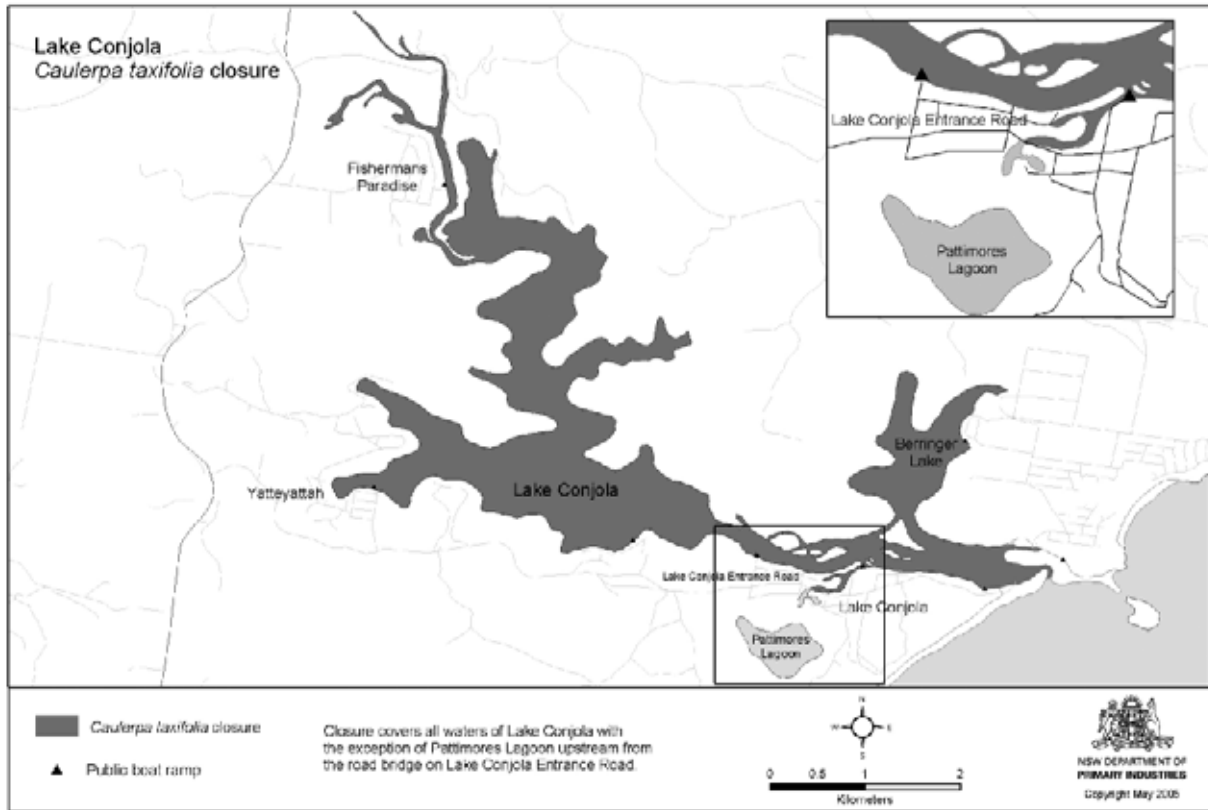 Lake Conjola
Caulerpa taxifolia closure
Fishermans
Paradise
Yatteyattah
Lake Conjola
Berringer
Lake
Lake Conjola Entrance Road
Lake Conjola
Pattimores
Lagoon
Lake Conjola Entrance Road
Pattimores
Lagoon
Caulerpa taxifolia closure
Public boat ramp
Closure covers all waters of Lake Conjola with
the exception of Pattimores Lagoon upstream from
the road bridge on Lake Conjola Entrance Road.
N
W
E
S
0 0.5 1 2
Kilometers
NSW DEPARTMENT OF
PRIMARY INDUSTRIES
Copyright May 2005